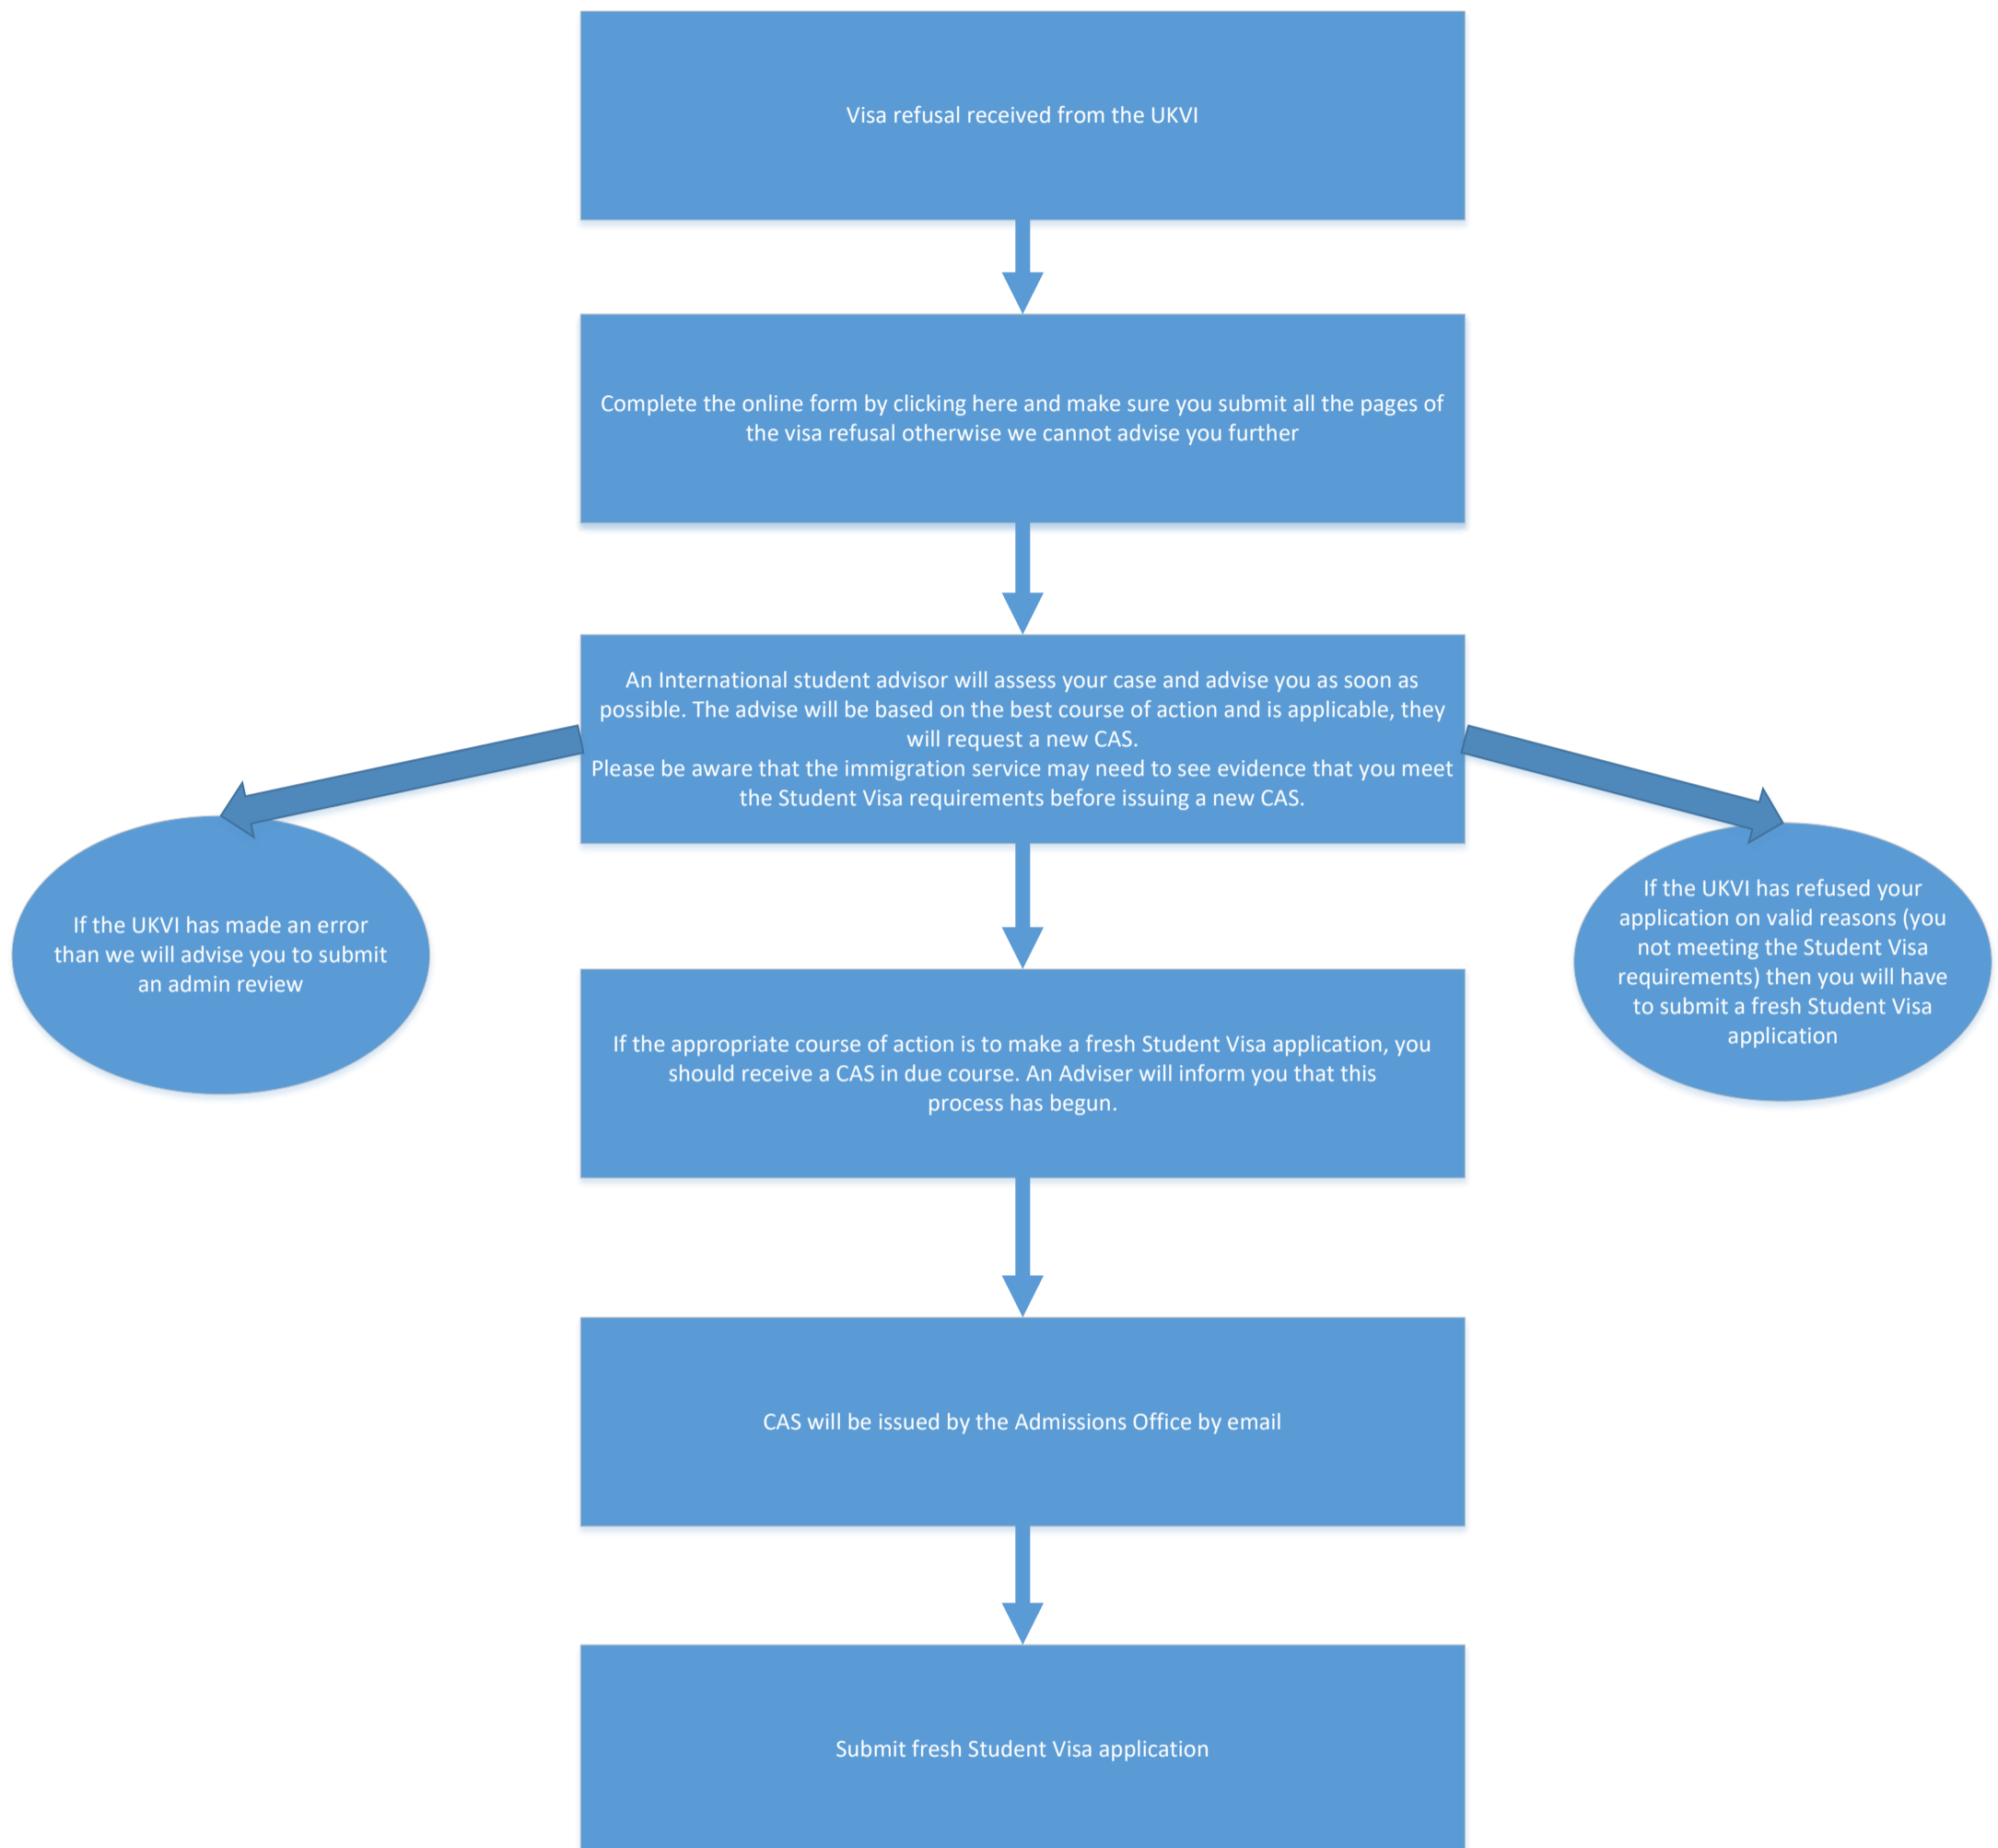 Visa refusal received from the UKVI
Complete the online form by clicking here and make sure you submit all the pages of
the visa refusal otherwise we cannot advise you further
An International student advisor will assess your case and advise you as soon as
possible. The advise will be based on the best course of action and is applicable, they
will request a new CAS.
Please be aware that the immigration service may need to see evidence that you meet
the Student Visa requirements before issuing a new CAS.
If the UKVI has made an error
than we will advise you to submit
an admin review
If the UKVI has refused your
application on valid reasons (you
not meeting the Student Visa
requirements) then you will have
to submit a fresh Student Visa
application
If the appropriate course of action is to make a fresh Student Visa application, you
should receive a CAS in due course. An Adviser will inform you that this
process has begun.
CAS will be issued by the Admissions Office by email
Submit fresh Student Visa application